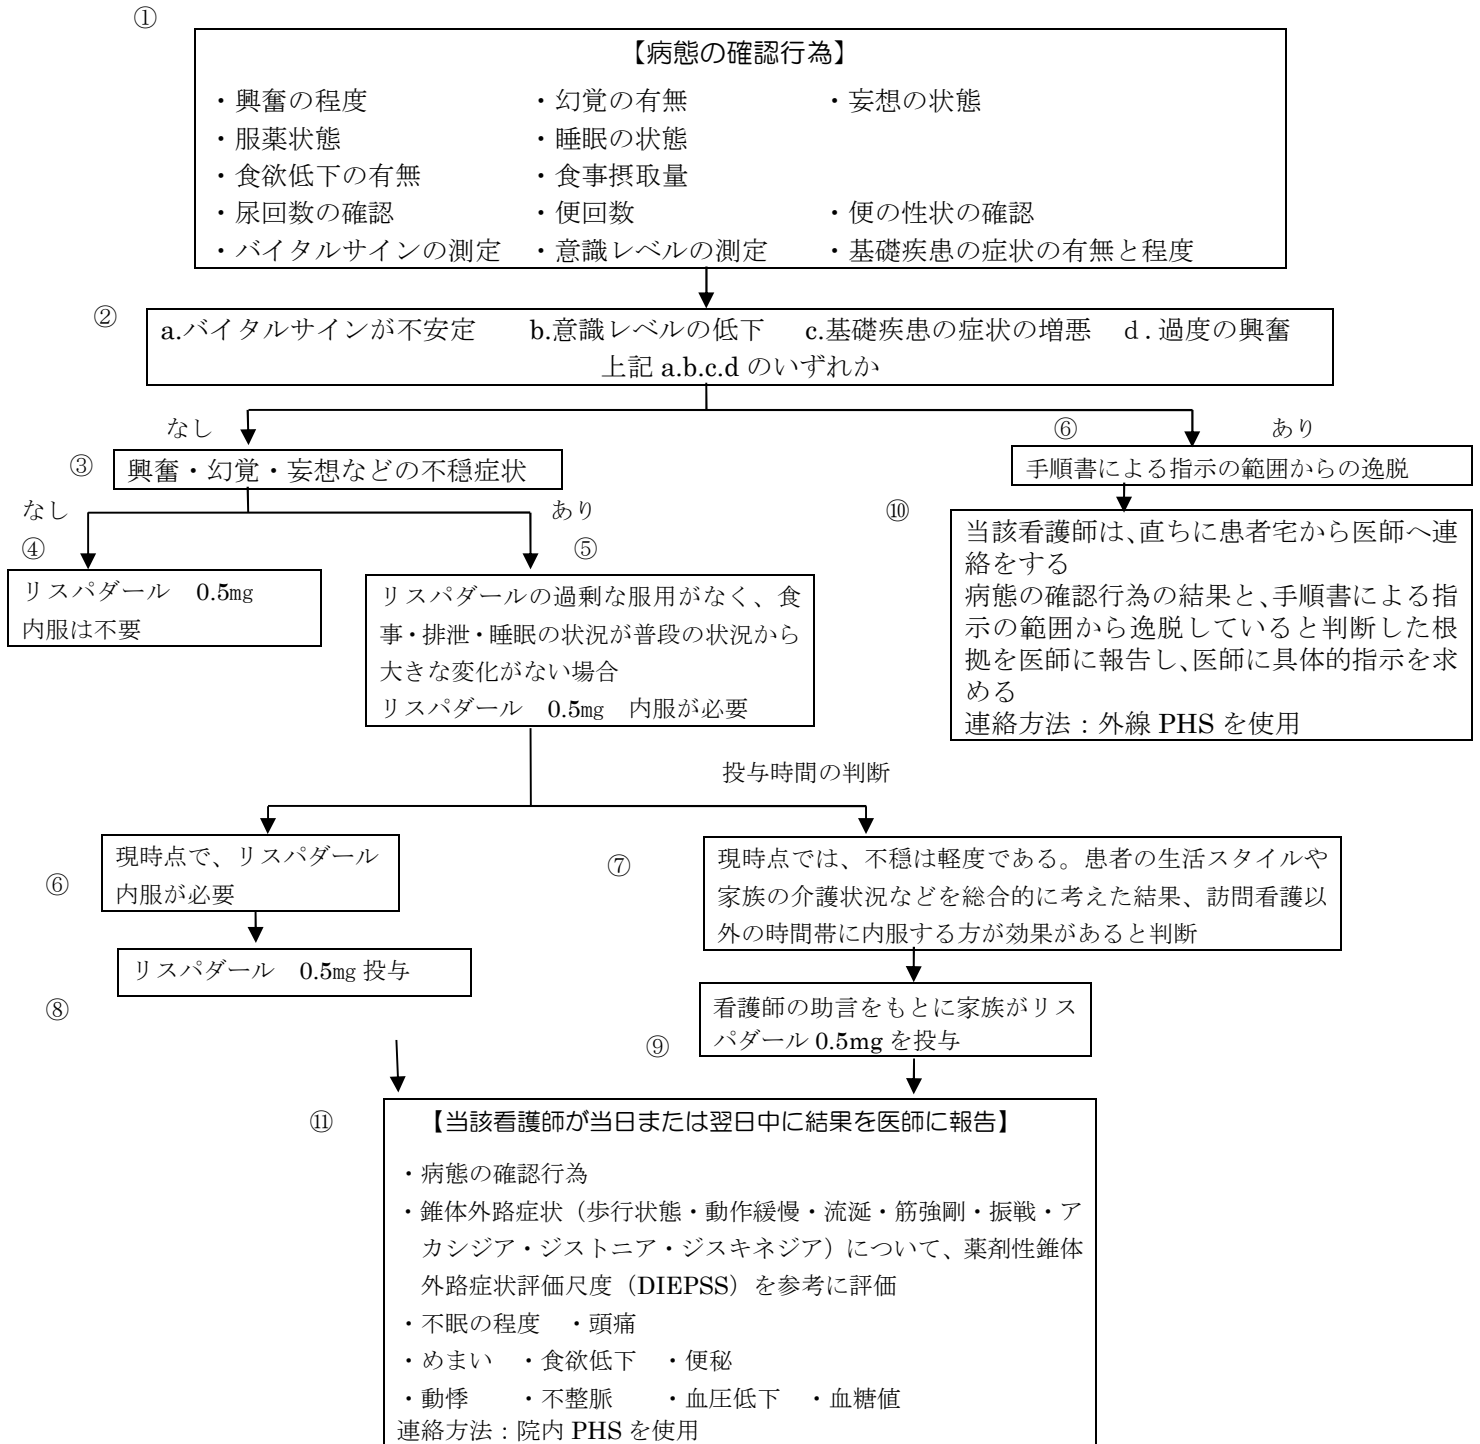 ①
【病態の確認行為】
・興奮の程度 ・幻覚の有無 ・妄想の状態
・服薬状態 ・睡眠の状態
・食欲低下の有無 ・食事摂取量
・尿回数の確認 ・便回数 ・便の性状の確認
・バイタルサインの測定 ・意識レベルの測定 ・基礎疾患の症状の有無と程度
②
a.バイタルサインが不安定 b.意識レベルの低下 c.基礎疾患の症状の増悪 ｄ.過度の興奮
上記 a.b.c.d のいずれか
なし
⑥ あり
③
興奮・幻覚・妄想などの不穏症状
手順書による指示の範囲からの逸脱
なし
あり
④
リスパダール 0.5㎎
内服は不要
⑤
リスパダールの過剰な服用がなく、食
事・排泄・睡眠の状況が普段の状況から
大きな変化がない場合
リスパダール 0.5㎎ 内服が必要
⑩
当該看護師は、直ちに患者宅から医師へ連
絡をする
病態の確認行為の結果と、手順書による指
示の範囲から逸脱していると判断した根
拠を医師に報告し、医師に具体的指示を求
める
連絡方法：外線 PHS を使用
投与時間の判断
⑥
現時点で、リスパダール
内服が必要
⑦
現時点では、不穏は軽度である。患者の生活スタイルや
家族の介護状況などを総合的に考えた結果、訪問看護以
外の時間帯に内服する方が効果があると判断
リスパダール 0.5㎎ 投与
⑧
⑨
看護師の助言をもとに家族がリス
パダール 0.5mg を投与
⑪
【当該看護師が当日または翌日中に結果を医師に報告】
・病態の確認行為
・錐体外路症状（歩行状態・動作緩慢・流涎・筋強剛・振戦・ア
カシジア・ジストニア・ジスキネジア）について、薬剤性錐体
外路症状評価尺度（DIEPSS）を参考に評価
・不眠の程度 ・頭痛
・めまい ・食欲低下 ・便秘
・動悸 ・不整脈 ・血圧低下 ・血糖値
連絡方法：院内 PHS を使用